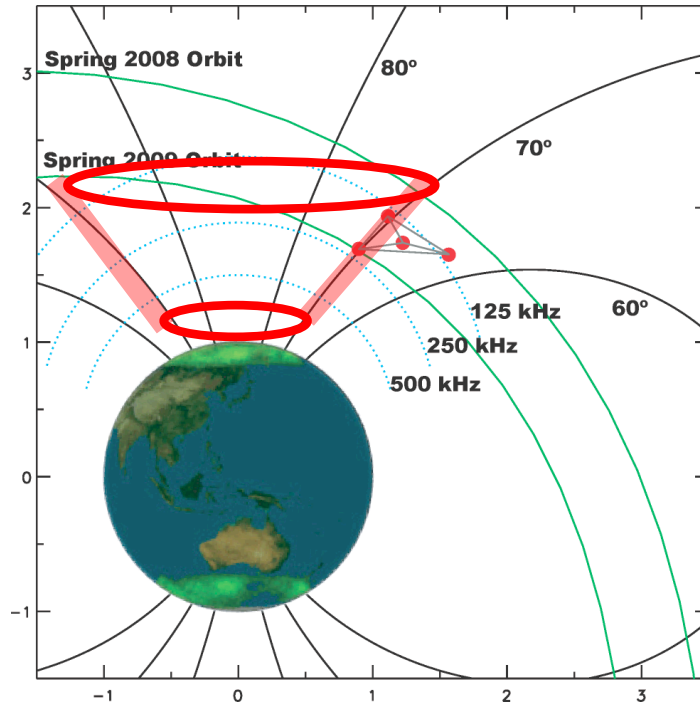 3
Spring 2008 Orbit
80º
Spring 2009 Orbit
70º
2
125 kHz
60º
1
250 kHz
500 kHz
0
−1
−1 0 1 2 3